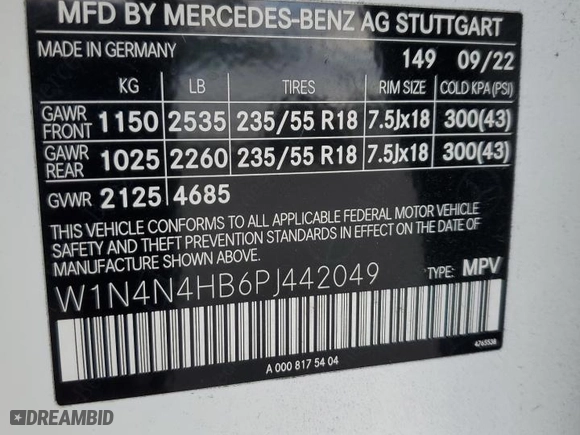 MFD BY MERCEDES-BENZ AG STUTTGART
MADE IN GERMANY 149 09/22
KG LB TIRES RIM SIZE COLD KPA (PSI)
GAWR FRONT 1150 2535 235/55 R18 7.5Jx18 300(43)
GAWR REAR 1025 2260 235/55 R18 7.5Jx18 300(43)
GVWR 2125 4685
THIS VEHICLE CONFORMS TO ALL APPLICABLE FEDERAL MOTOR VEHICLE
SAFETY AND THEFT PREVENTION STANDARDS IN EFFECT ON THE DATE
OF MANUFACTURE SHOWN ABOVE.
W1N4N4HB6PJ442049 TYPE: MPV
A 000 817 54 04 4765538
DREAMBID